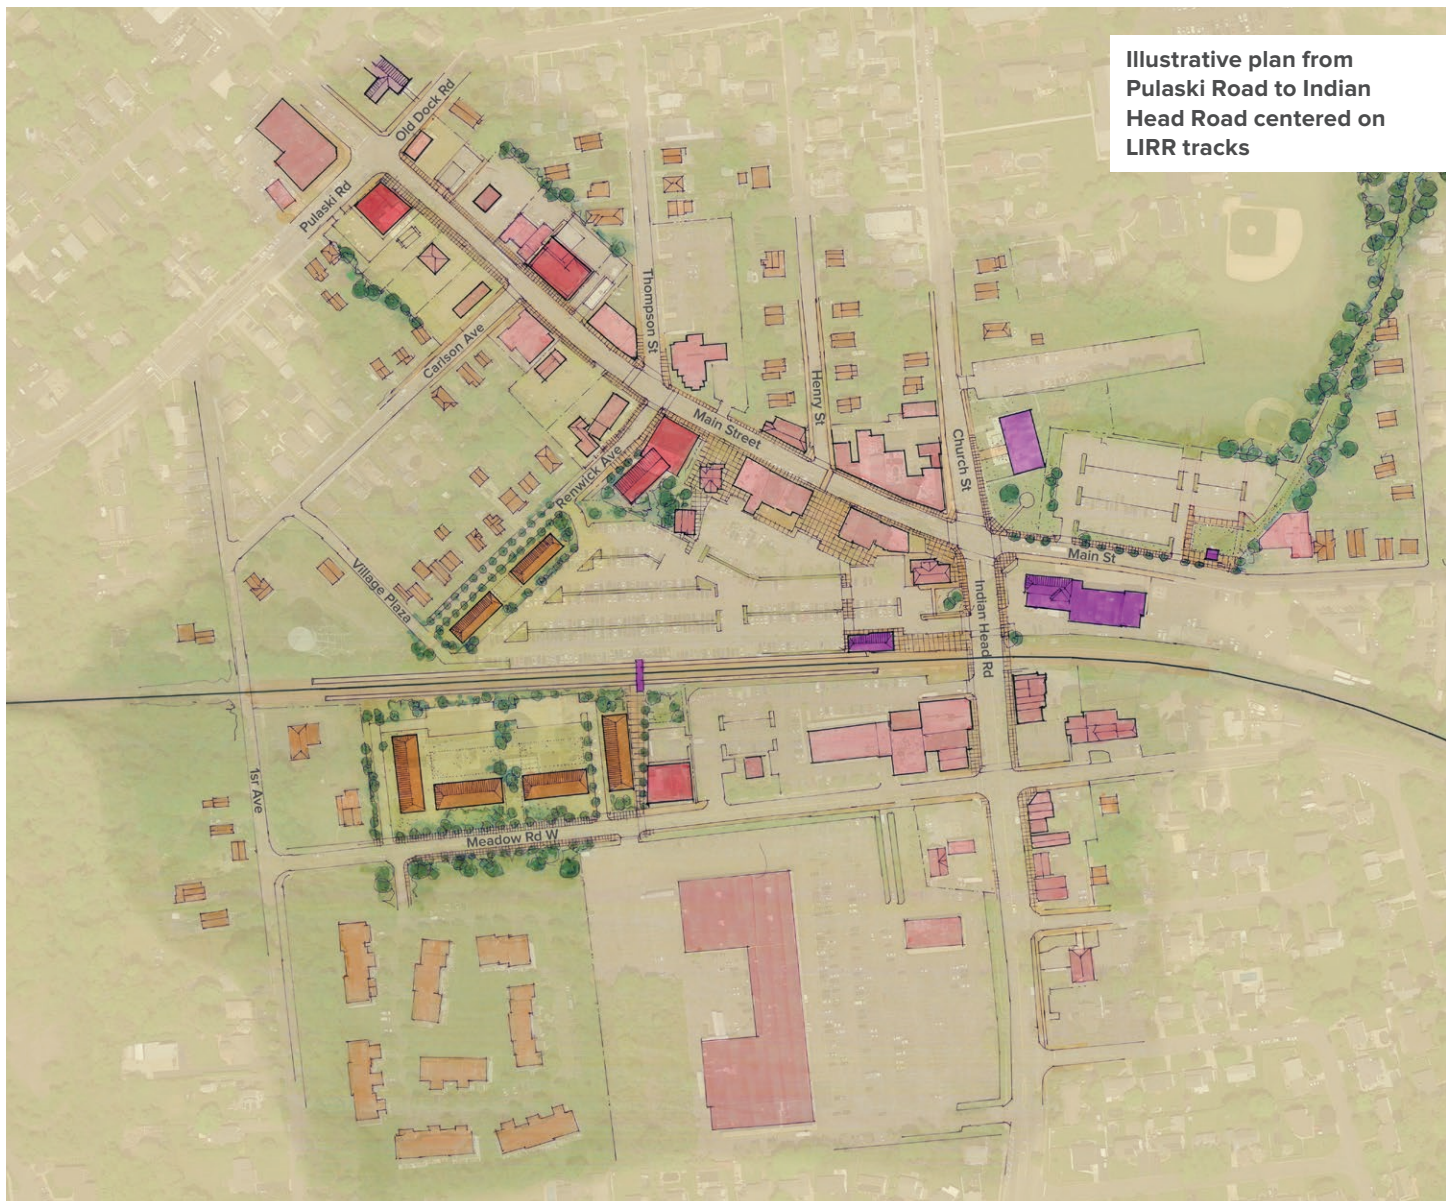 Illustrative plan from
Pulaski Road to Indian
Head Road centered on
LIRR tracks
Old Dock Rd
Pulaski Rd
Thompson St
Carlson Ave
Henry St
Main Street
Church St
Renwick Ave
Main St
Village Plaza
Indian Head Rd
1sr Ave
Meadow Rd W